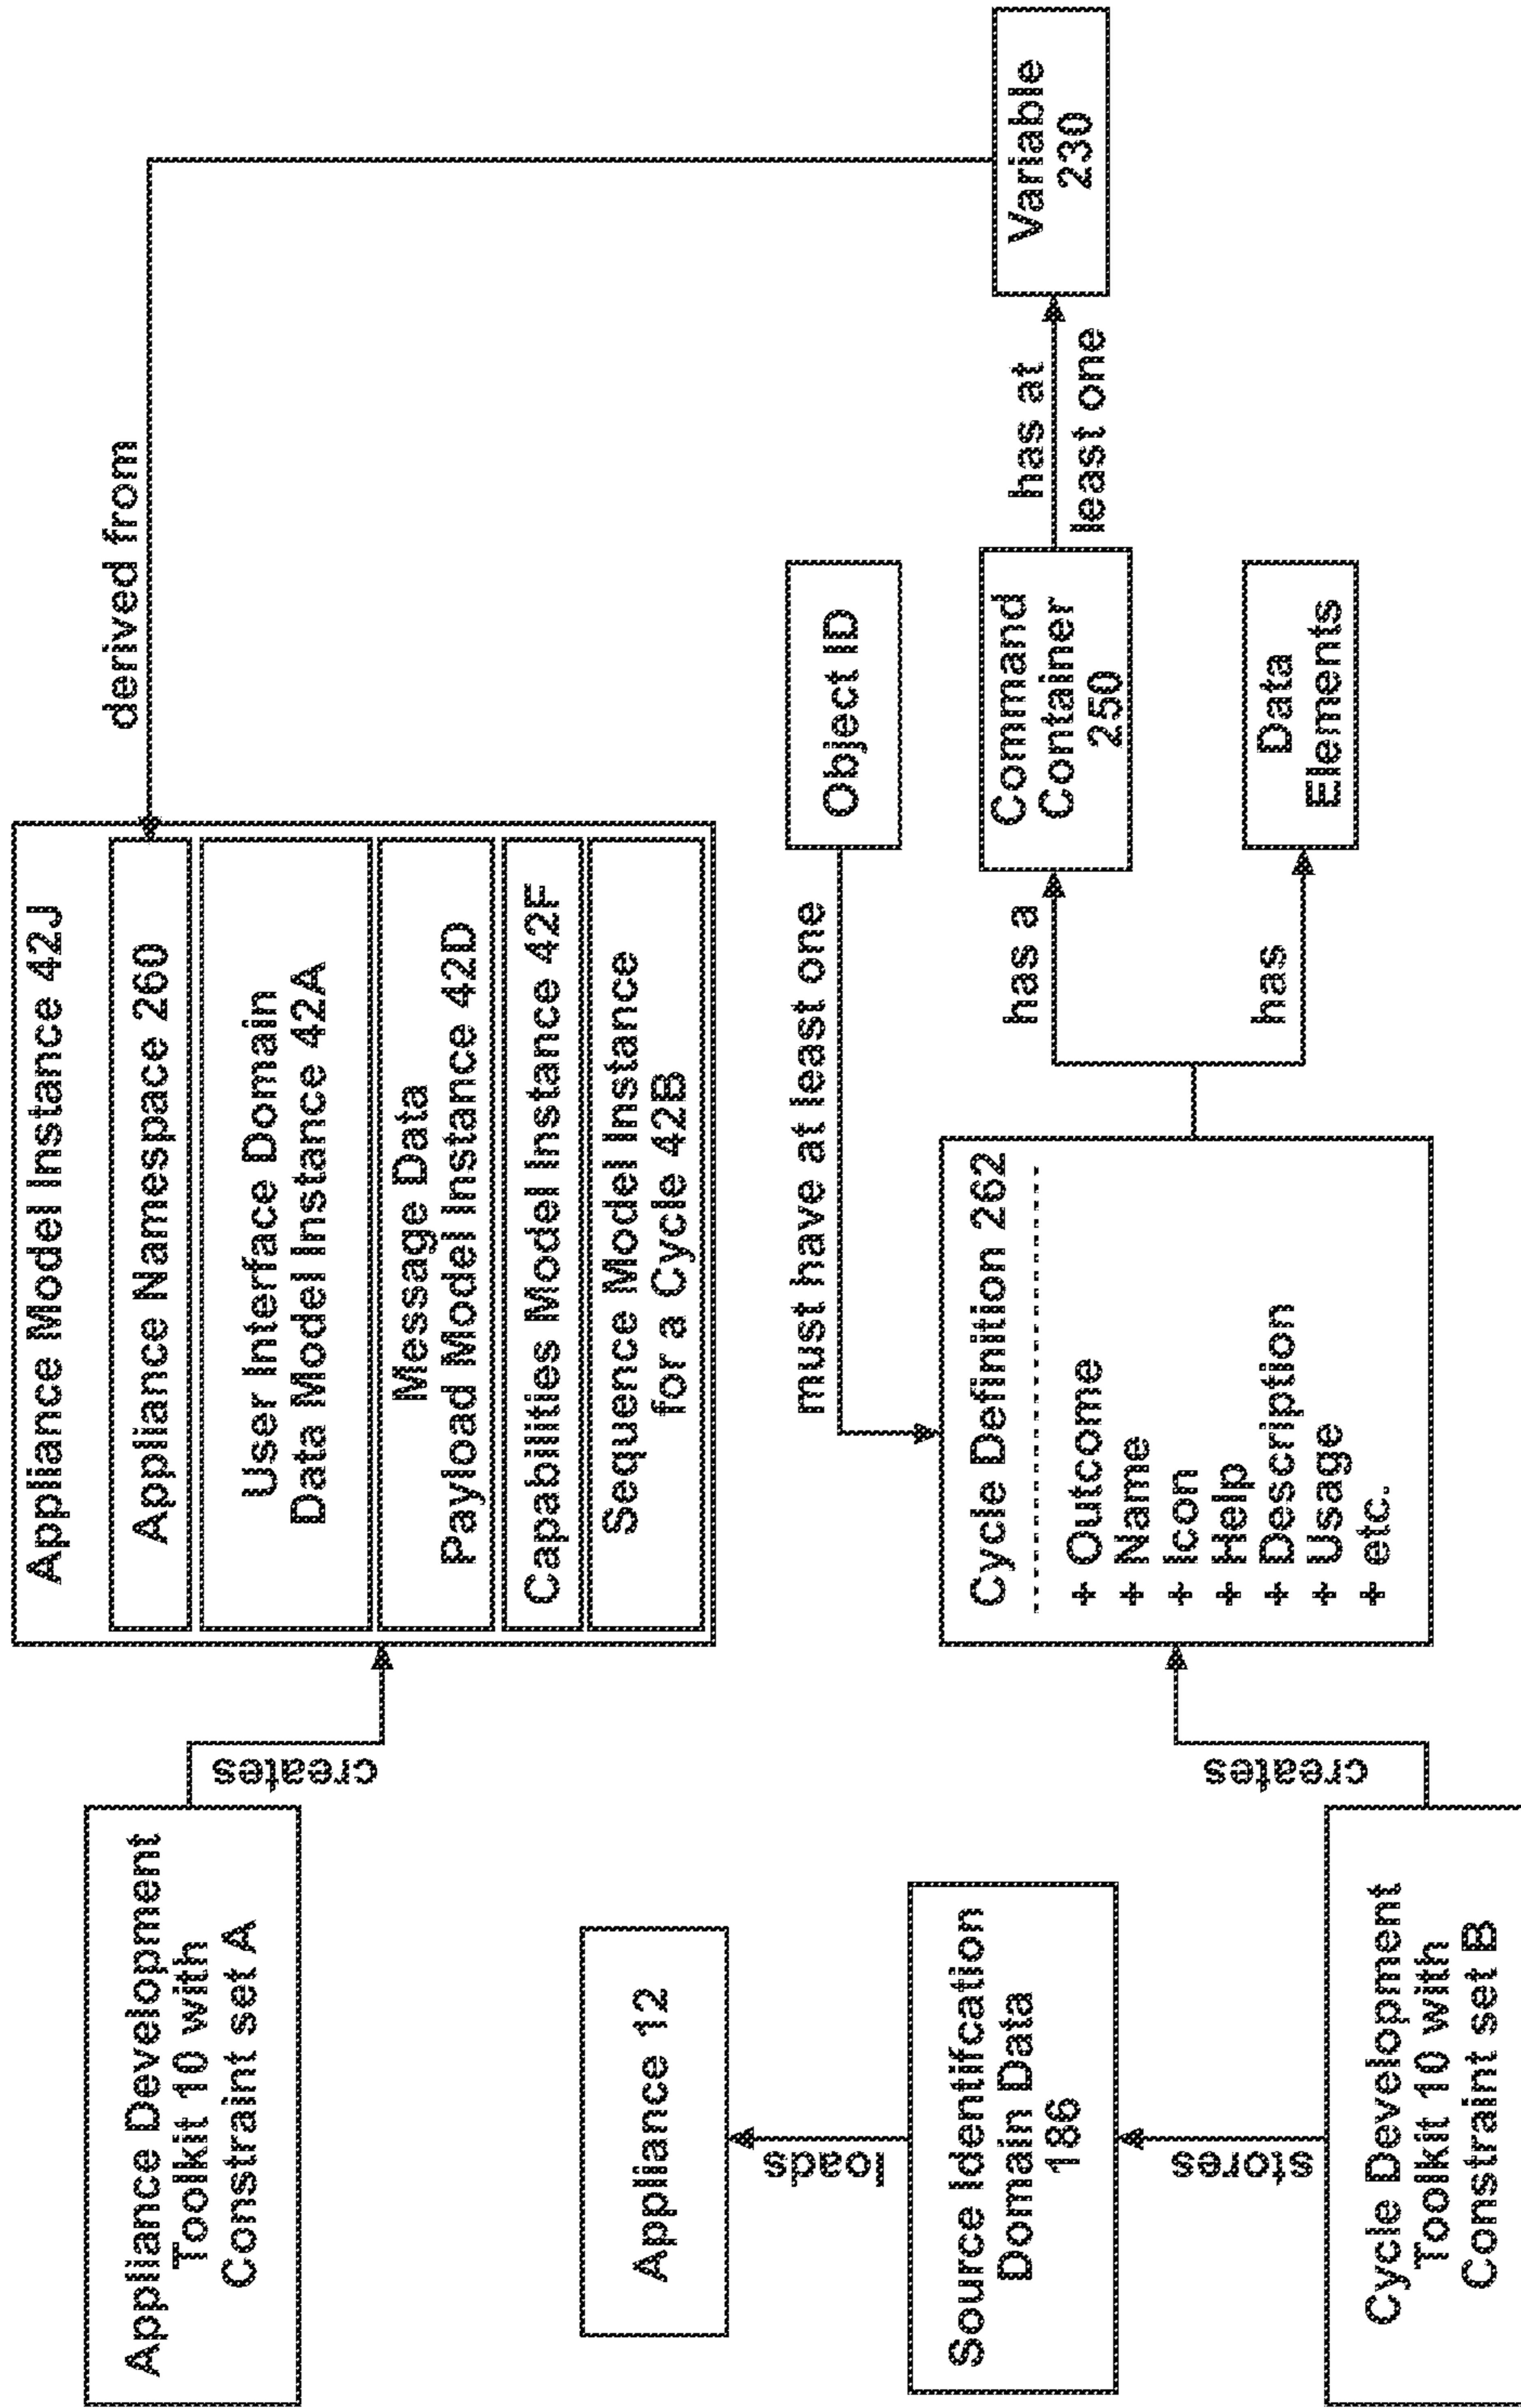 Appliance Development
Toolkit 10 with
Constraint set A
creates
Appliance Model Instance 42J
Appliance Namespace 260
User Interface Domain
Data Model Instance 42A
Message Data
Payload Model Instance 42D
Capabilities Model Instance 42F
Sequence Model Instance
for a Cycle 42B
derived from
Appliance 12
loads
Source Identifcation
Domain Data
186
stores
Cycle Development
Toolkit 10 with
Constraint set B
creates
must have at least one
Object ID
Cycle Definition 262
+ Outcome
+ Name
+ Icon
+ Help
+ Description
+ Usage
+ etc.
has a
Command
Container
250
has at
least one
Variable
230
has
Data
Elements